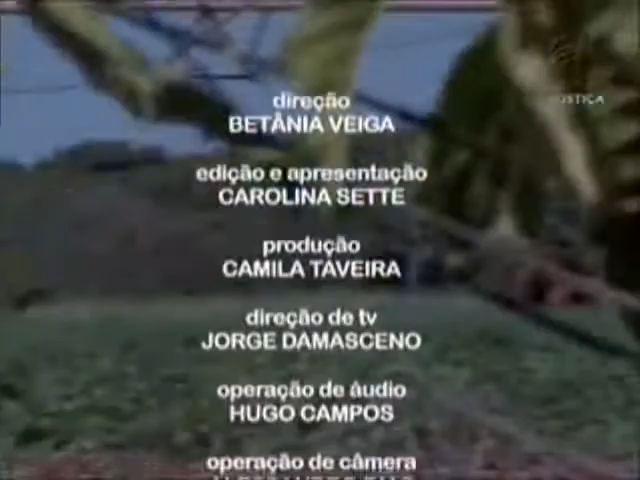 JUSTIÇA
direção
BETÂNIA VEIGA
edição e apresentação
CAROLINA SETTE
produção
CAMILA TAVEIRA
direção de tv
JORGE DAMASCENO
operação de áudio
HUGO CAMPOS
operação de câmera